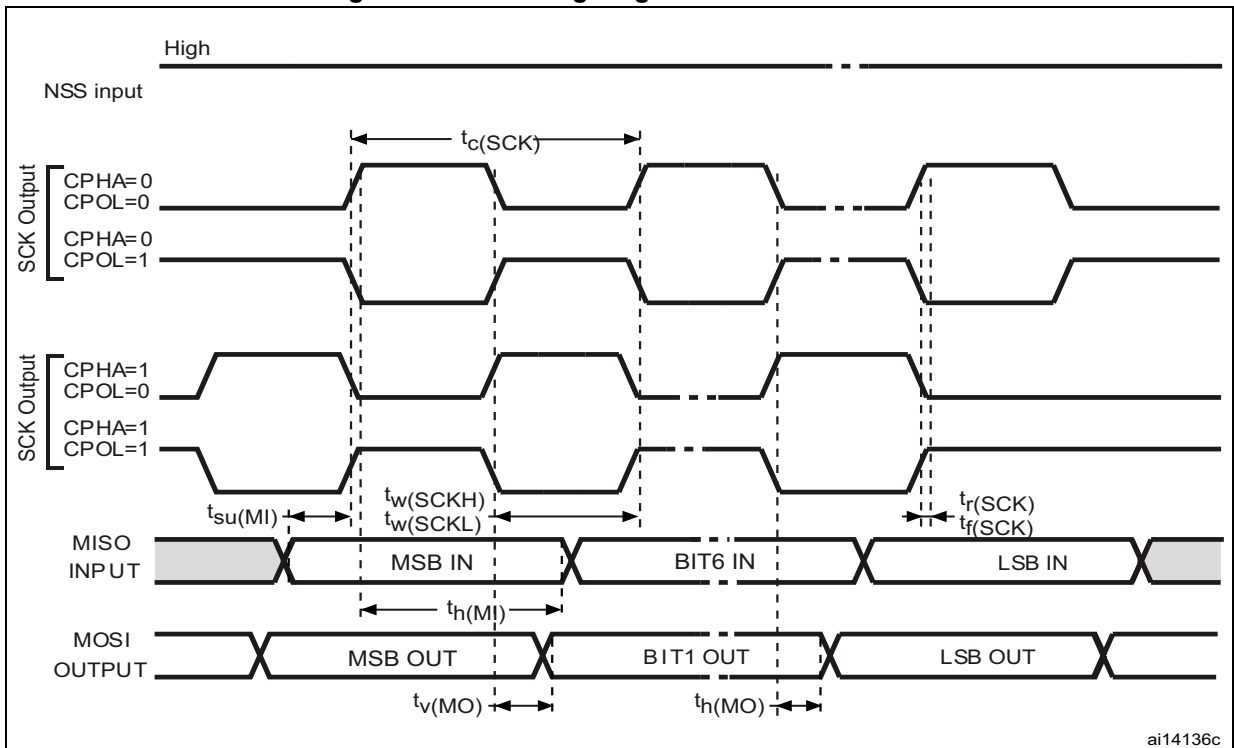 High
NSS input
tc(SCK)
SCK Output
CPHA=0
CPOL=0
CPHA=0
CPOL=1
SCK Output
CPHA=1
CPOL=0
CPHA=1
CPOL=1
tsu(MI)
tw(SCKH)
tw(SCKL)
tr(SCK)
tf(SCK)
MISO
INPUT
MSB IN
BIT6 IN
LSB IN
th(MI)
MOSI
OUTPUT
MSB OUT
BIT1 OUT
LSB OUT
tv(MO)
th(MO)
ai14136c